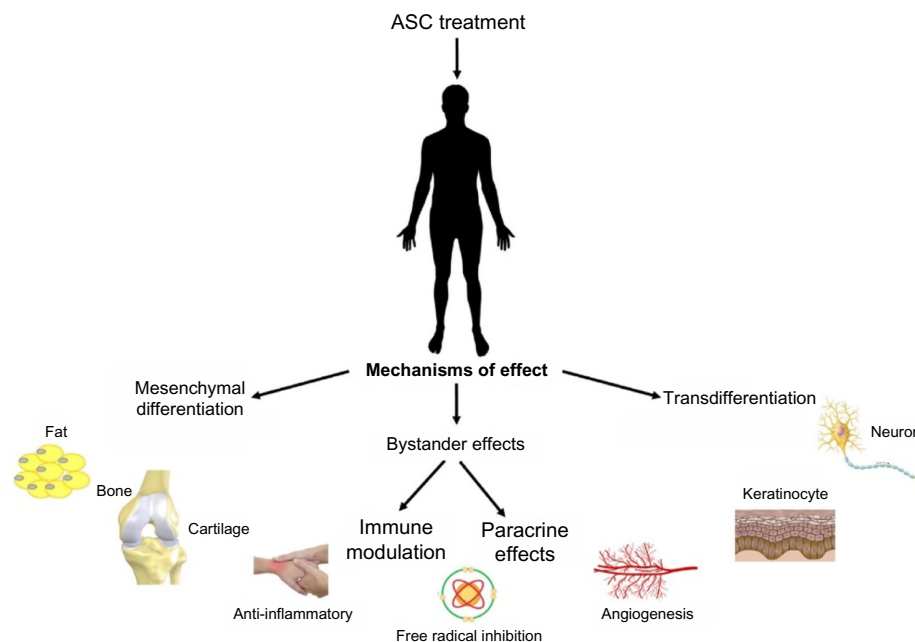 ASC treatment
Mechanisms of effect
Mesenchymal
differentiation
Transdifferentiation
Fat
Neuron
Bystander effects
Bone
Keratinocyte
Cartilage
Immune
modulation
Paracrine
effects
Anti-inflammatory
Angiogenesis
Free radical inhibition